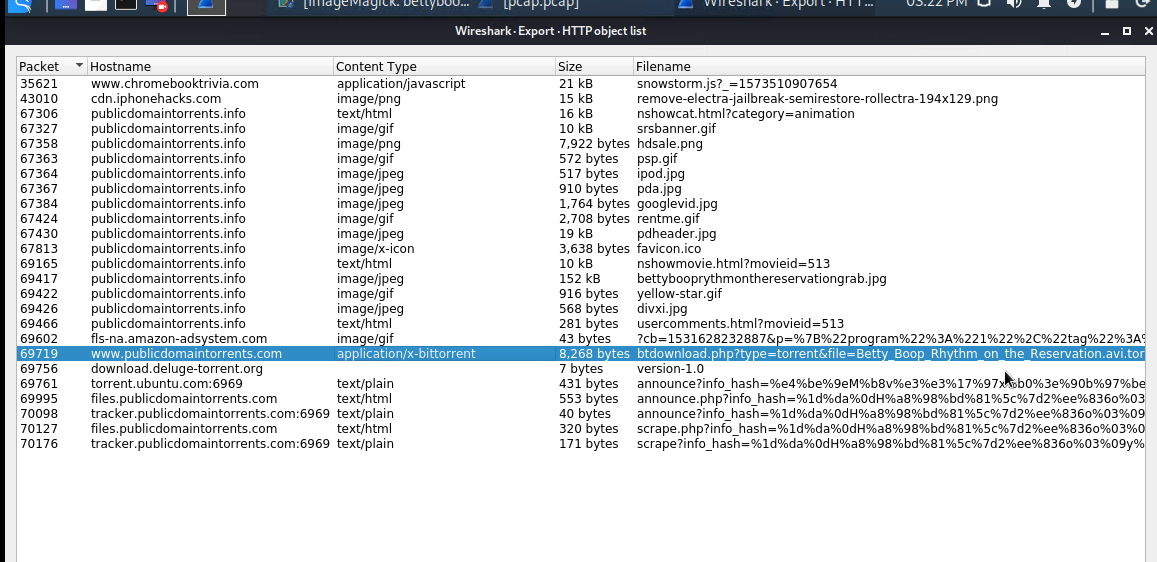 [ImageMagick: bettyboo... [pcap.pcap] Wireshark · Export · HTT... 03:22 PM
Wireshark · Export · HTTP object list
Packet Hostname Content Type Size Filename
35621 www.chromebooktrivia.com application/javascript 21 kB snowstorm.js?_=1573510907654
43010 cdn.iphonehacks.com image/png 15 kB remove-electra-jailbreak-semirestore-rollectra-194x129.png
67306 publicdomaintorrents.info text/html 16 kB nshowcat.html?category=animation
67327 publicdomaintorrents.info image/gif 10 kB srsbanner.gif
67358 publicdomaintorrents.info image/png 7,922 bytes hdsale.png
67363 publicdomaintorrents.info image/gif 572 bytes psp.gif
67364 publicdomaintorrents.info image/jpeg 517 bytes ipod.jpg
67367 publicdomaintorrents.info image/jpeg 910 bytes pda.jpg
67384 publicdomaintorrents.info image/jpeg 1,764 bytes googlevid.jpg
67424 publicdomaintorrents.info image/gif 2,708 bytes rentme.gif
67430 publicdomaintorrents.info image/jpeg 19 kB pdheader.jpg
67813 publicdomaintorrents.info image/x-icon 3,638 bytes favicon.ico
69165 publicdomaintorrents.info text/html 10 kB nshowmovie.html?movieid=513
69417 publicdomaintorrents.info image/jpeg 152 kB bettybooprythmonthereservationgrab.jpg
69422 publicdomaintorrents.info image/gif 916 bytes yellow-star.gif
69426 publicdomaintorrents.info image/jpeg 568 bytes divxi.jpg
69466 publicdomaintorrents.info text/html 281 bytes usercomments.html?movieid=513
69602 fls-na.amazon-adsystem.com image/gif 43 bytes ?cb=1531628232887&p=%7B%22program%22%3A%221%22%2C%22tag%22%3A%
69719 www.publicdomaintorrents.com application/x-bittorrent 8,268 bytes btdownload.php?type=torrent&file=Betty_Boop_Rhythm_on_the_Reservation.avi.tor
69756 download.deluge-torrent.org 7 bytes version-1.0
69761 torrent.ubuntu.com:6969 text/plain 431 bytes announce?info_hash=%e4%be%9eM%b8v%e3%e3%17%97x%b0%3e%90b%97%be
69995 files.publicdomaintorrents.com text/html 553 bytes announce.php?info_hash=%1d%da%0dH%a8%98%bd%81%5c%7d2%ee%836o%03
70098 tracker.publicdomaintorrents.com:6969 text/plain 40 bytes announce?info_hash=%1d%da%0dH%a8%98%bd%81%5c%7d2%ee%836o%03%09
70127 files.publicdomaintorrents.com text/html 320 bytes scrape.php?info_hash=%1d%da%0dH%a8%98%bd%81%5c%7d2%ee%836o%03%0
70176 tracker.publicdomaintorrents.com:6969 text/plain 171 bytes scrape?info_hash=%1d%da%0dH%a8%98%bd%81%5c%7d2%ee%836o%03%09y%